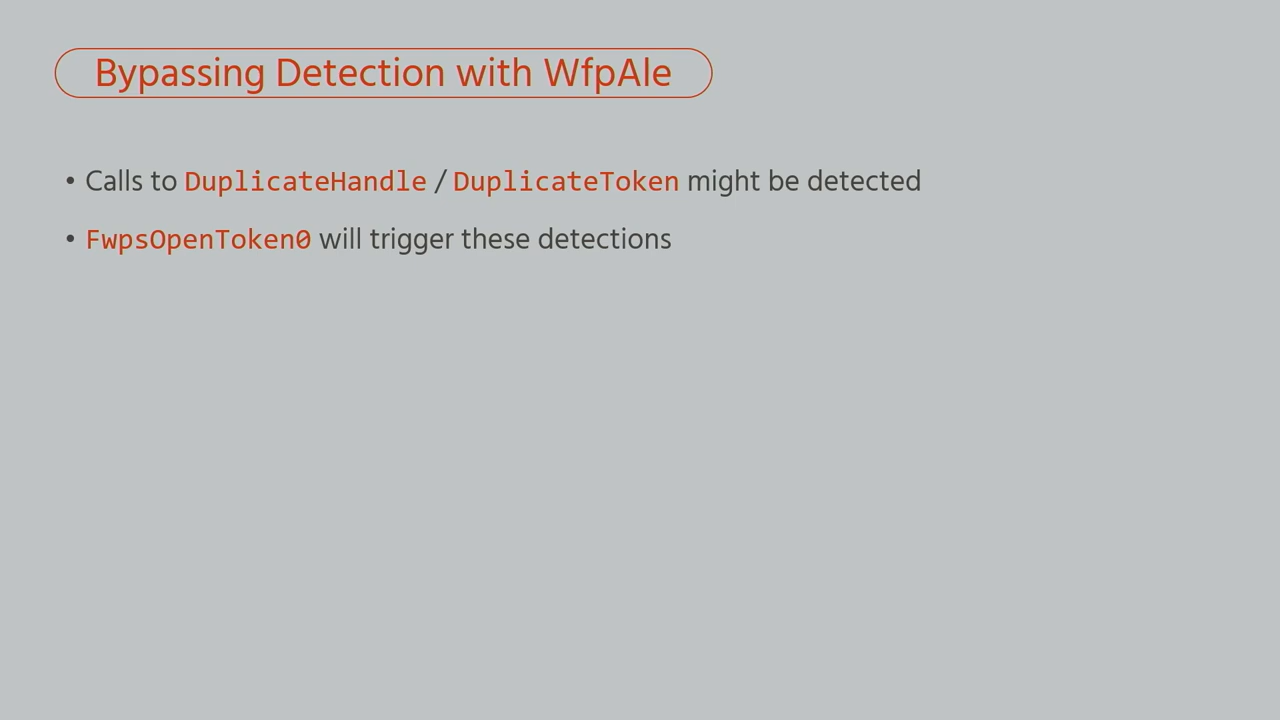 Bypassing Detection with WfpAle
• Calls to DuplicateHandle / DuplicateToken might be detected
• FwpsOpenToken0 will trigger these detections